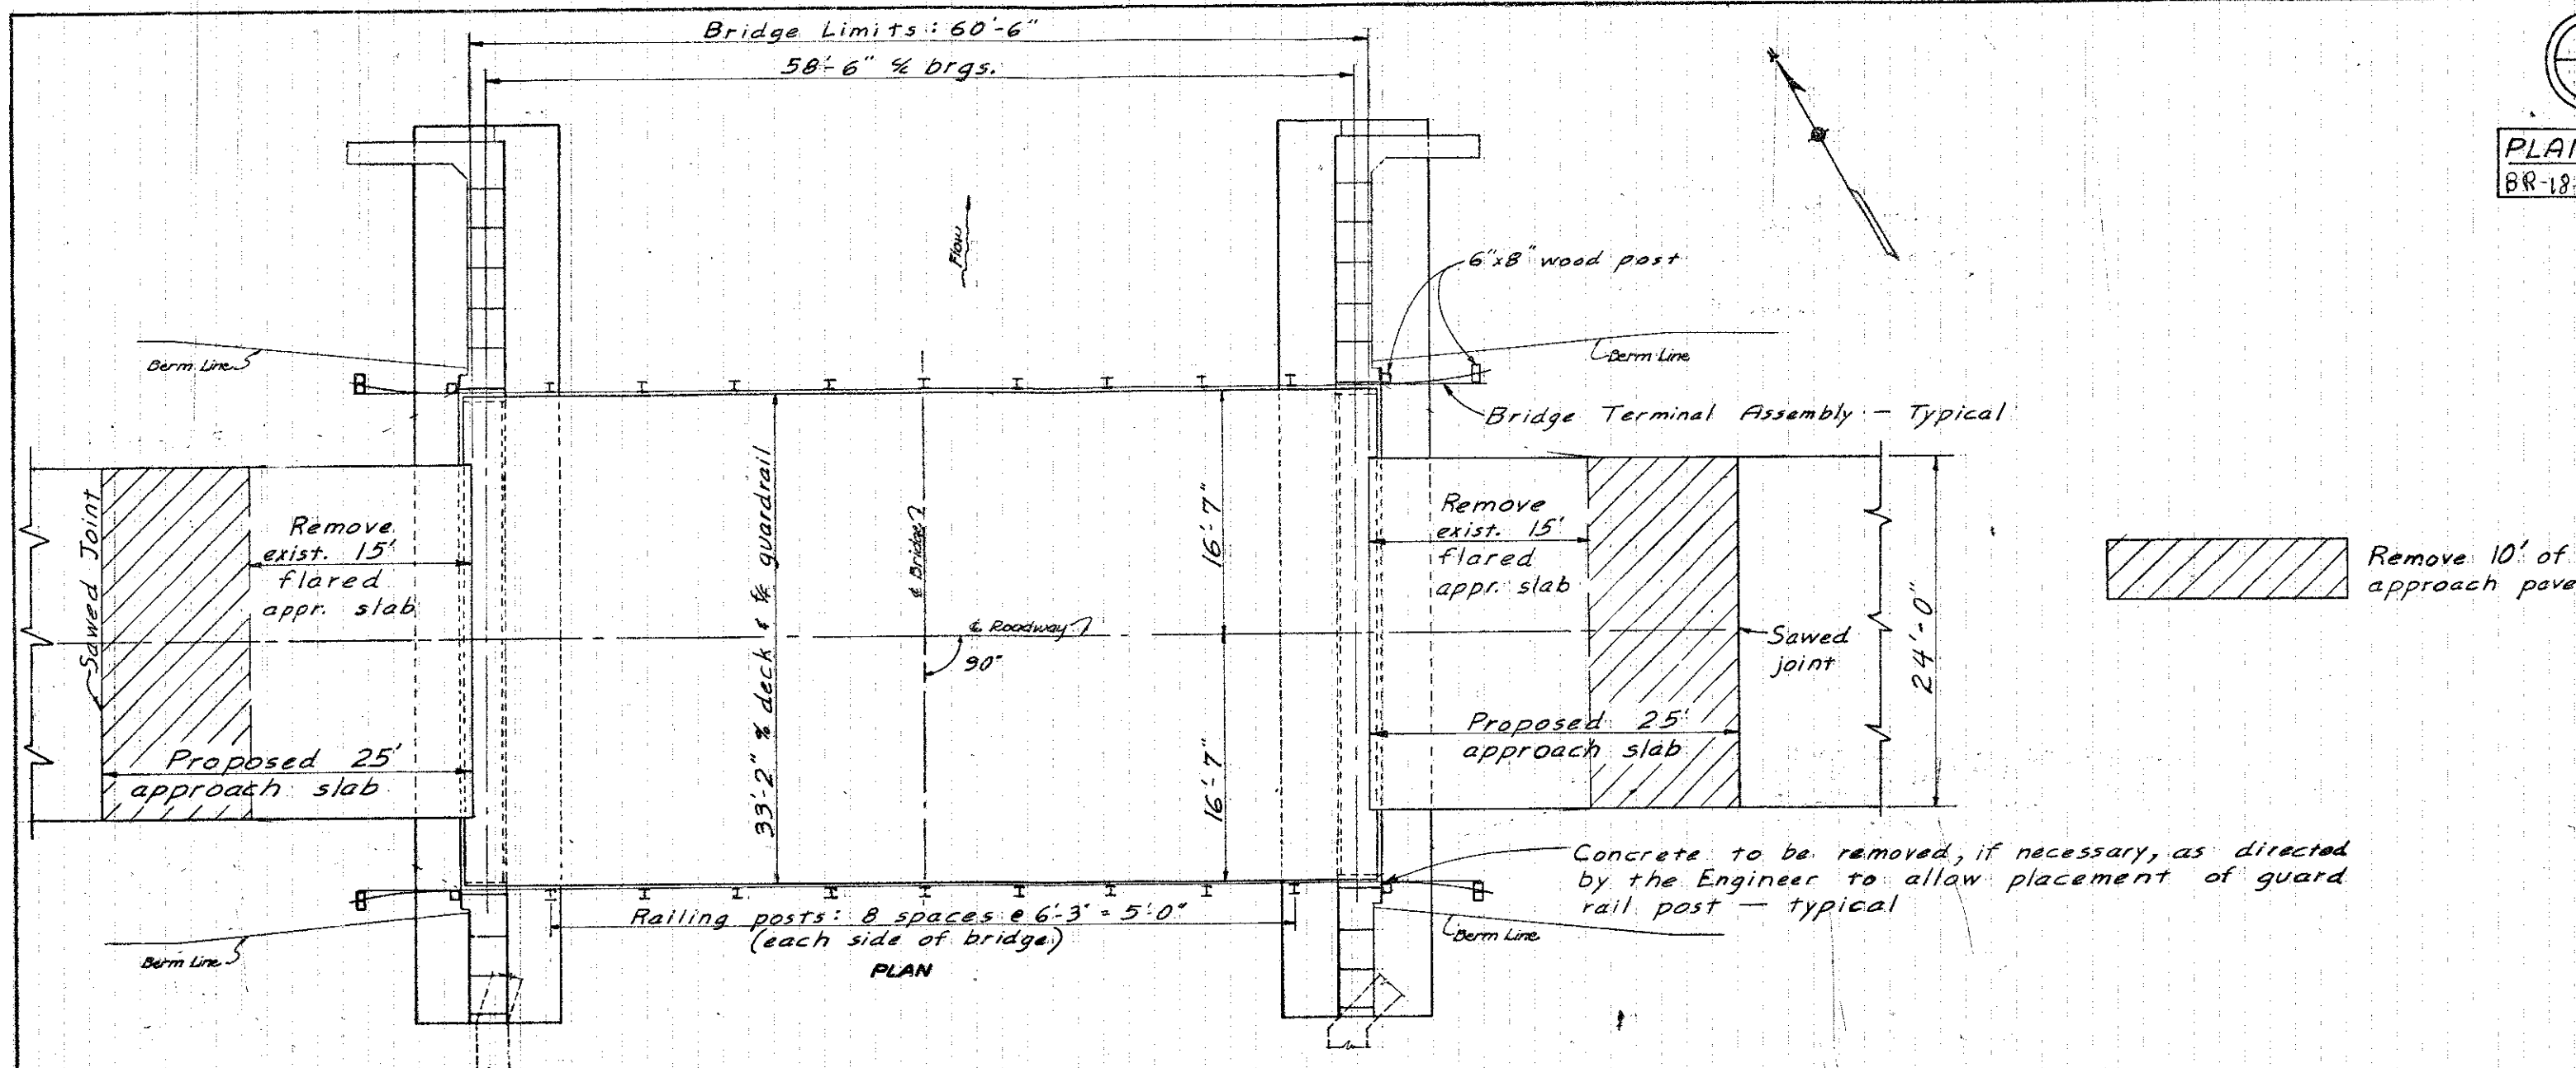 Bridge Limits: 60'-6"
58'-6" c/c brgs.
PLAN
BR-18
Flow
6"x8" wood post
Berm Line
Berm Line
Bridge Terminal Assembly - Typical
Sawed Joint
Remove
exist. 15'
flared
appr. slab
33'-2" % deck & f/f guardrail
℄ Bridge
16'-7"
Remove
exist. 15'
flared
appr. slab
24'-0"
Remove 10' of
approach pave
℄ Roadway
90°
Sawed
joint
Proposed 25'
approach slab
16'-7"
Proposed 25'
approach slab
Concrete to be removed, if necessary, as directed
by the Engineer to allow placement of guard
rail post — typical
Railing posts: 8 spaces @ 6'-3" = 5'0"
(each side of bridge)
Berm Line
Berm Line
PLAN